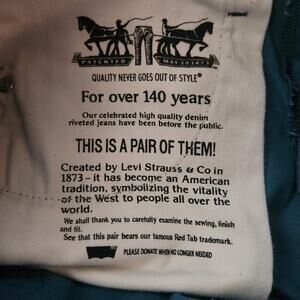 PATENTED MAY 20 1873
QUALITY NEVER GOES OUT OF STYLE®
For over 140 years
Our celebrated high quality denim
riveted jeans have been before the public.
THIS IS A PAIR OF THEM!
Created by Levi Strauss & Co in
1873 - it has become an American
tradition, symbolizing the vitality
of the West to people all over the
world.
We shall thank you to carefully examine the sewing, finish
and fit.
See that this pair bears our famous Red Tab trademark.
PLEASE DONATE WHEN NO LONGER NEEDED